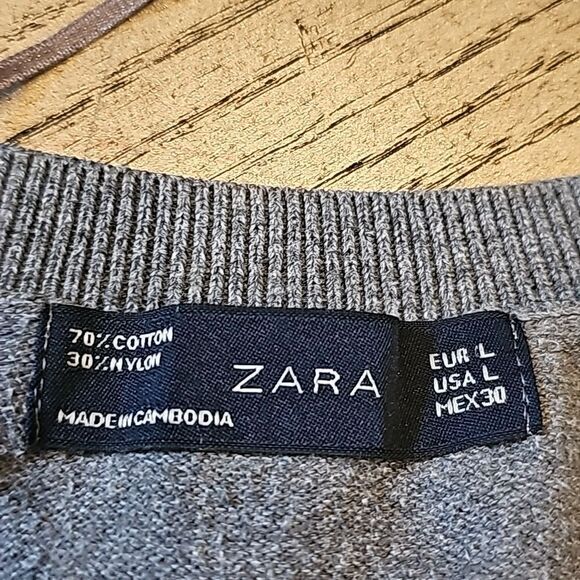 70% COTTON
30% NYLON
MADE IN CAMBODIA
ZARA
EUR L
USA L
MEX 30